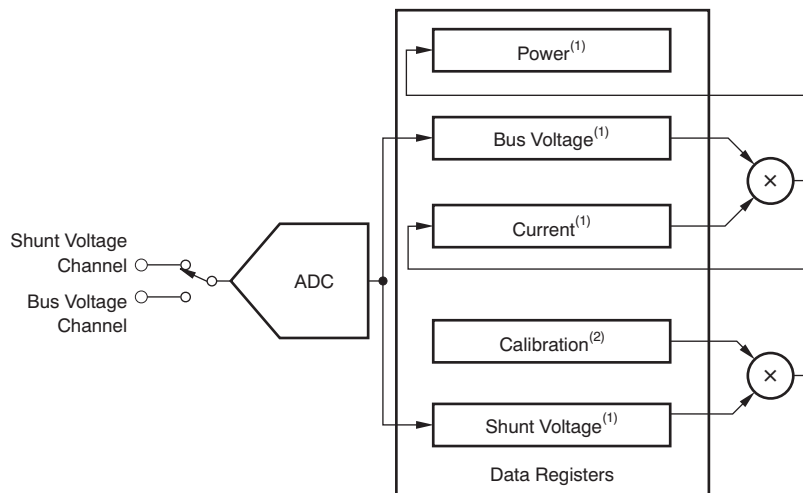 Power(1)
Bus Voltage(1)
×
Current(1)
Shunt Voltage
Channel
ADC
Bus Voltage
Channel
Calibration(2)
×
Shunt Voltage(1)
Data Registers